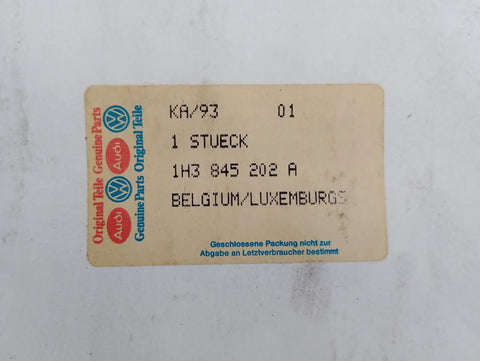 KA/93 01
1 STUECK
1H3 845 202 A
BELGIUM/LUXEMBURGS
Geschlossene Packung nicht zur
Abgabe an Letztverbraucher bestimmt
Original Teile Genuine Parts
Audi Audi
Genuine Parts Original Teile